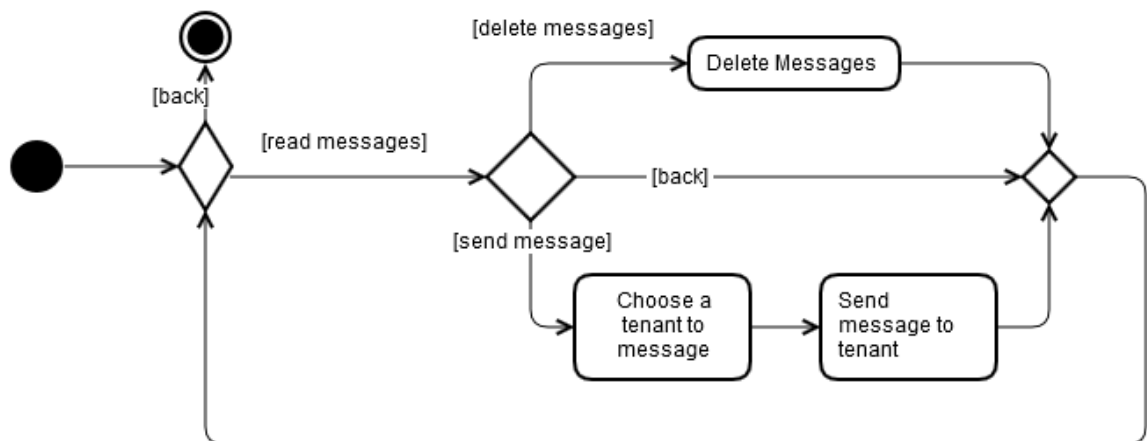 [delete messages]
Delete Messages
[back]
[read messages]
[back]
[send message]
Choose a
tenant to
message
Send
message to
tenant